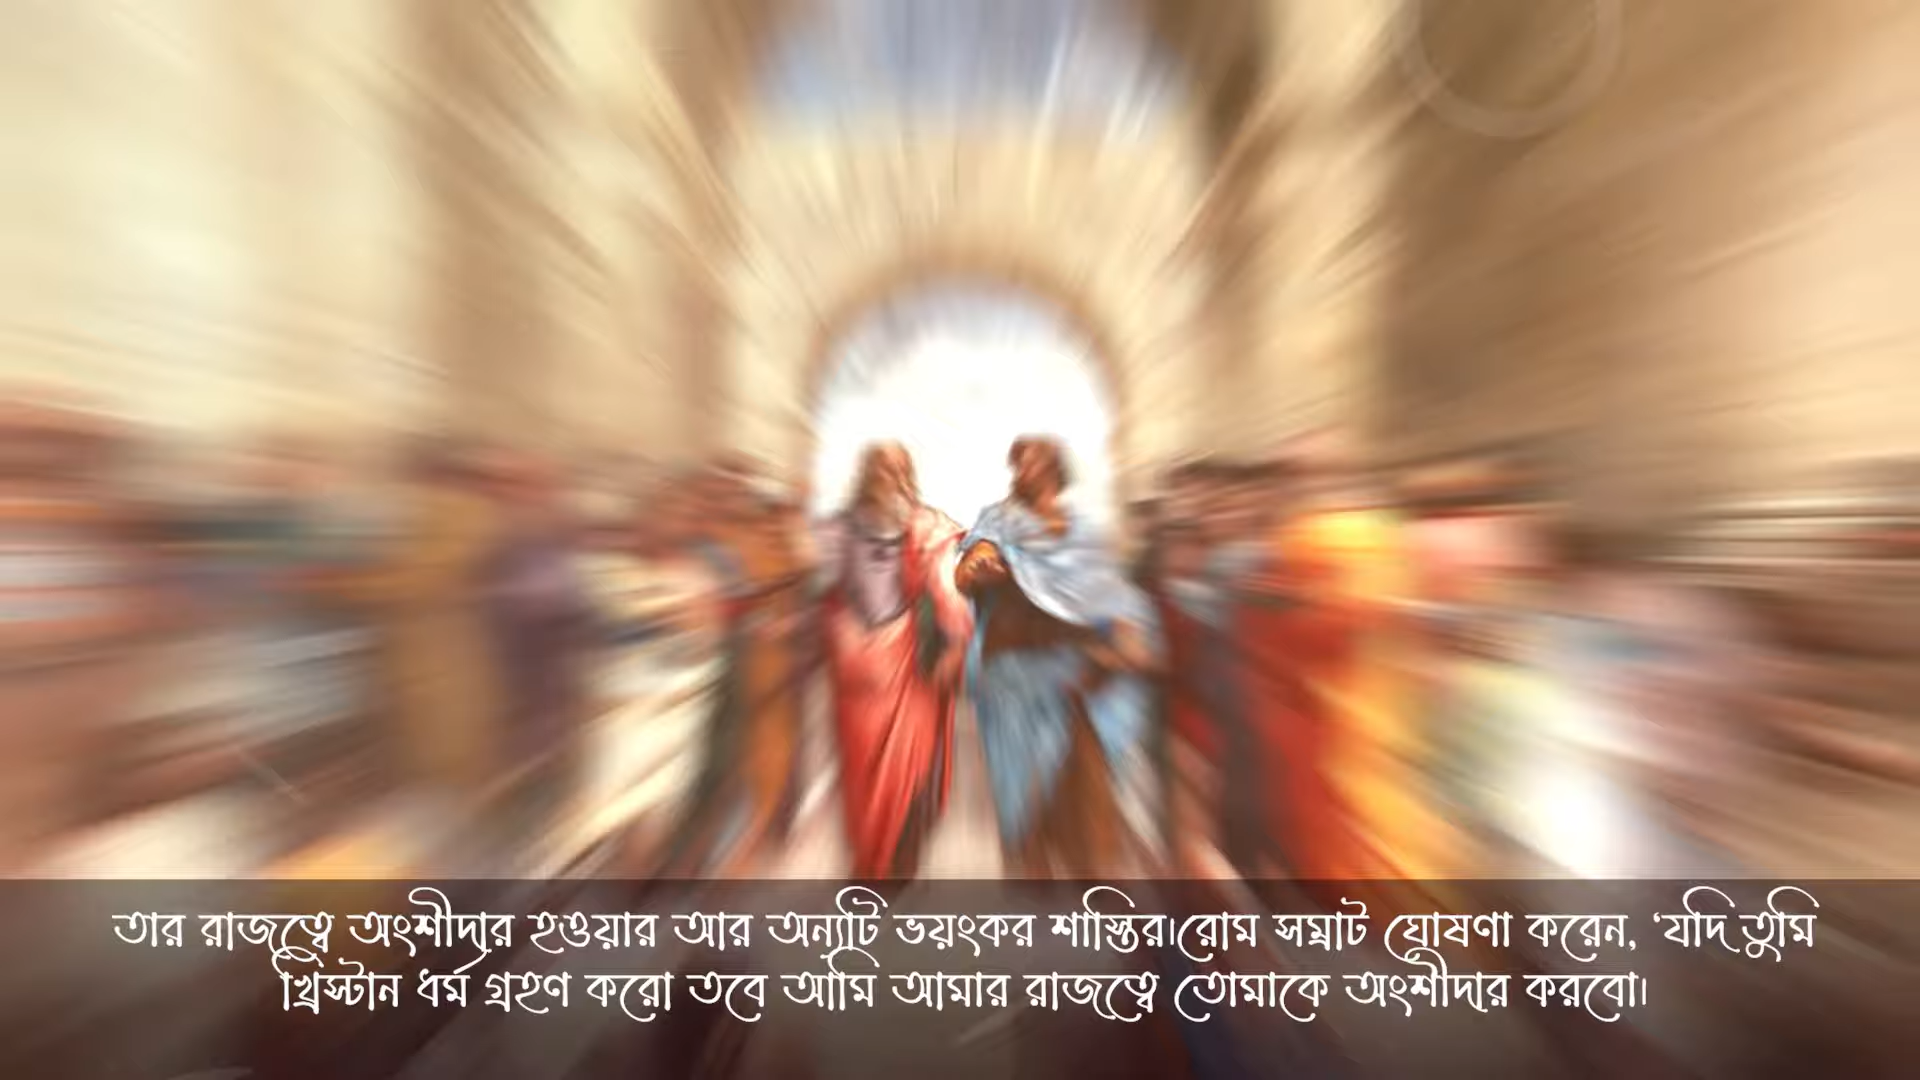 তার রাজত্বে অংশীদার হওয়ার আর অন্যটি ভয়ংকর শাস্তির।রোম সম্রাট ঘোষণা করেন, ‘যদি তুমি
খ্রিস্টান ধর্ম গ্রহণ করো তবে আমি আমার রাজত্বে তোমাকে অংশীদার করবো।